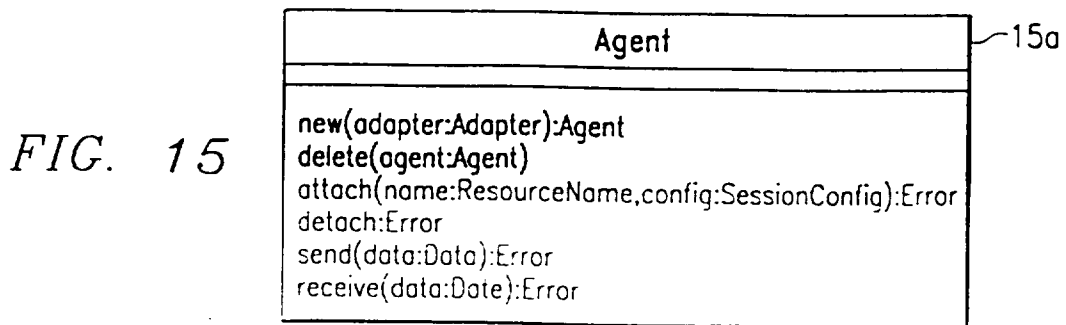 Agent
15a
FIG. 15
new(adapter:Adapter):Agent
delete(agent:Agent)
attach(name:ResourceName,config:SessionConfig):Error
detach:Error
send(data:Data):Error
receive(data:Date):Error